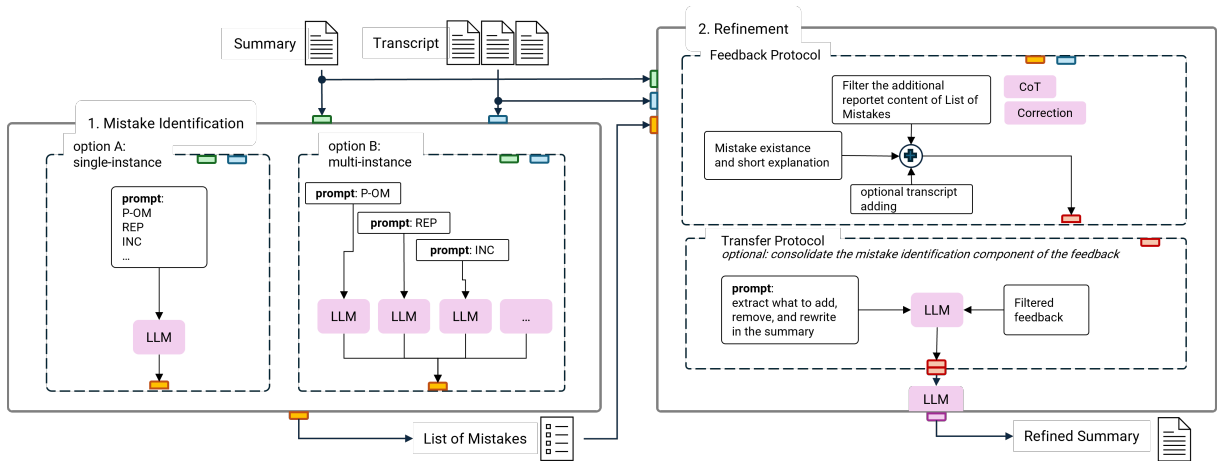 Summary
Transcript
1. Mistake Identification
option A:
single-instance
prompt:
P-OM
REP
INC
...
LLM
option B:
multi-instance
prompt: P-OM
prompt: REP
prompt: INC
LLM
LLM
LLM
...
List of Mistakes
2. Refinement
Feedback Protocol
Filter the additional
reportet content of List of
Mistakes
CoT
Correction
Mistake existance
and short explanation
optional transcript
adding
Transfer Protocol
optional: consolidate the mistake identification component of the feedback
prompt:
extract what to add,
remove, and rewrite
in the summary
LLM
Filtered
feedback
LLM
Refined Summary